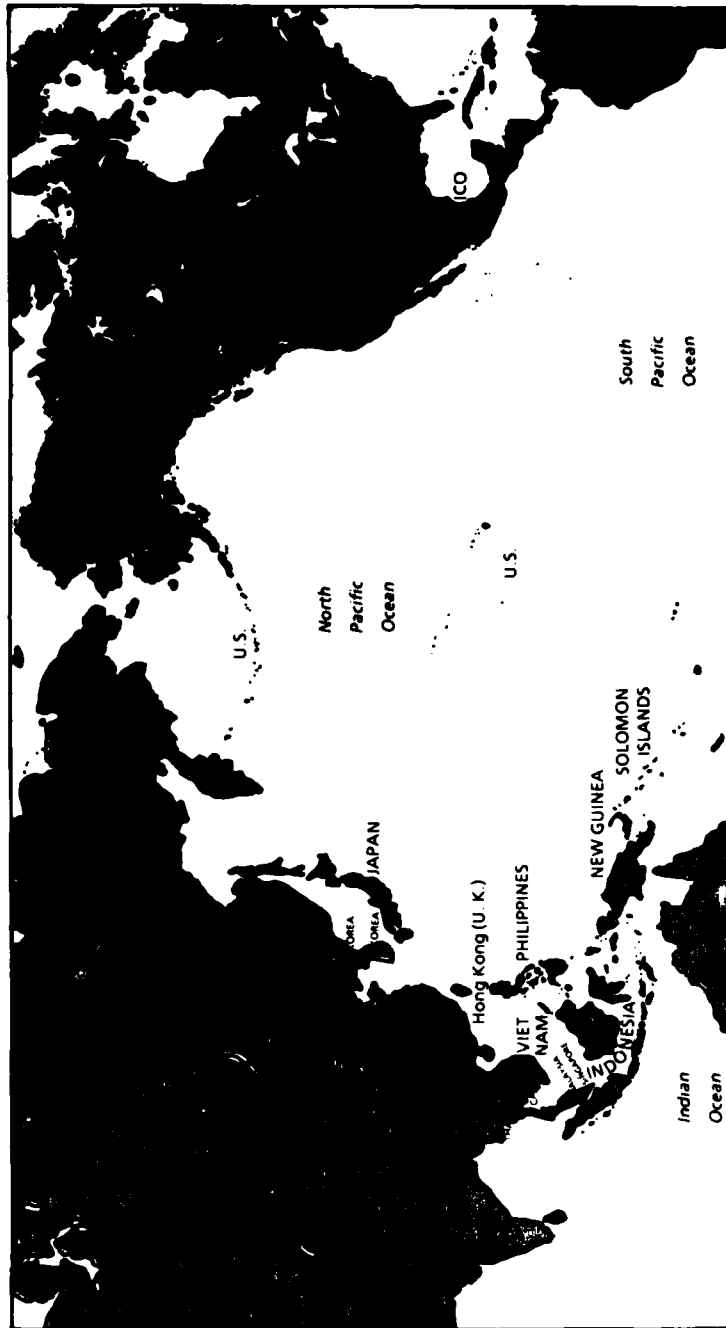 U.S.
North
Pacific
Ocean
U.S.
South
Pacific
Ocean
ICO
KOREA
KOREA
JAPAN
Hong Kong (U. K.)
PHILIPPINES
VIET
NAM
INDONESIA
NEW GUINEA
SOLOMON
ISLANDS
Indian
Ocean